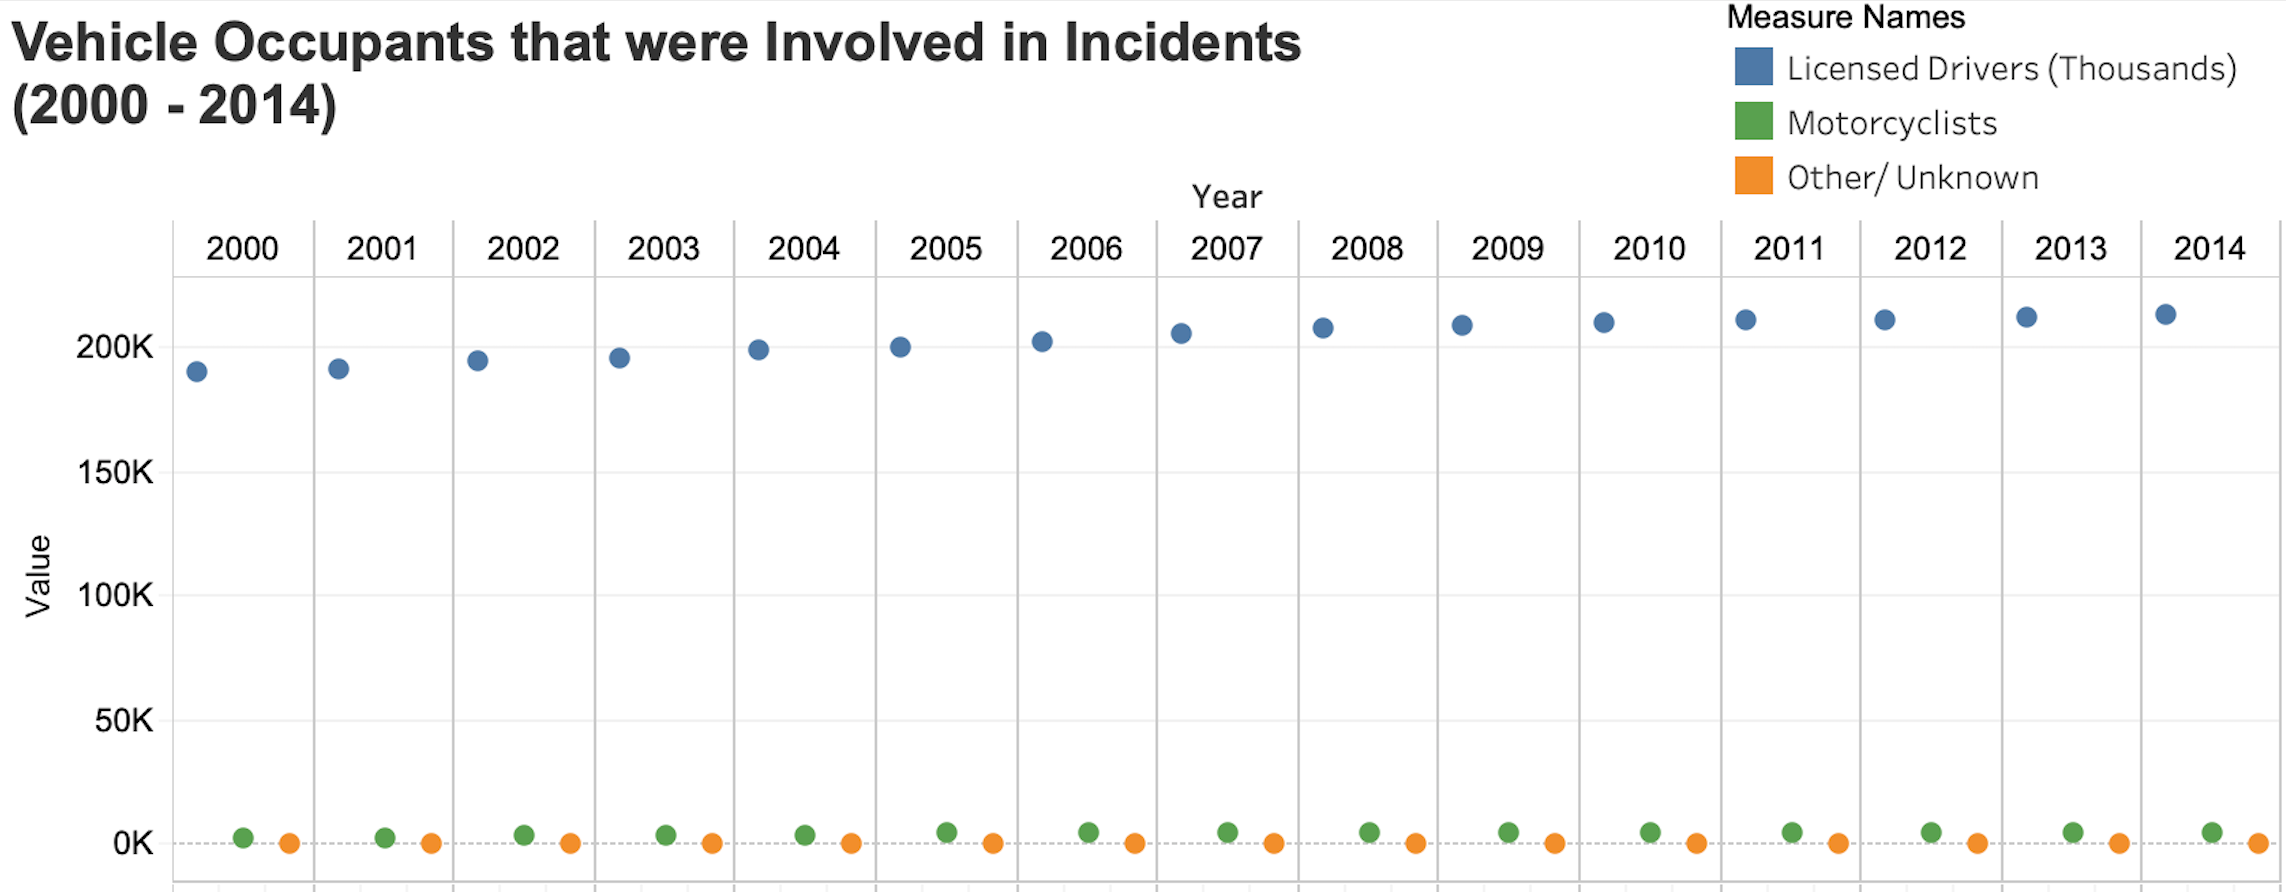 Vehicle Occupants that were Involved in Incidents
(2000 - 2014)
Measure Names
Licensed Drivers (Thousands)
Motorcyclists
Other/ Unknown
Year
2000 2001 2002 2003 2004 2005 2006 2007 2008 2009 2010 2011 2012 2013 2014
200K
150K
100K
50K
0K
Value